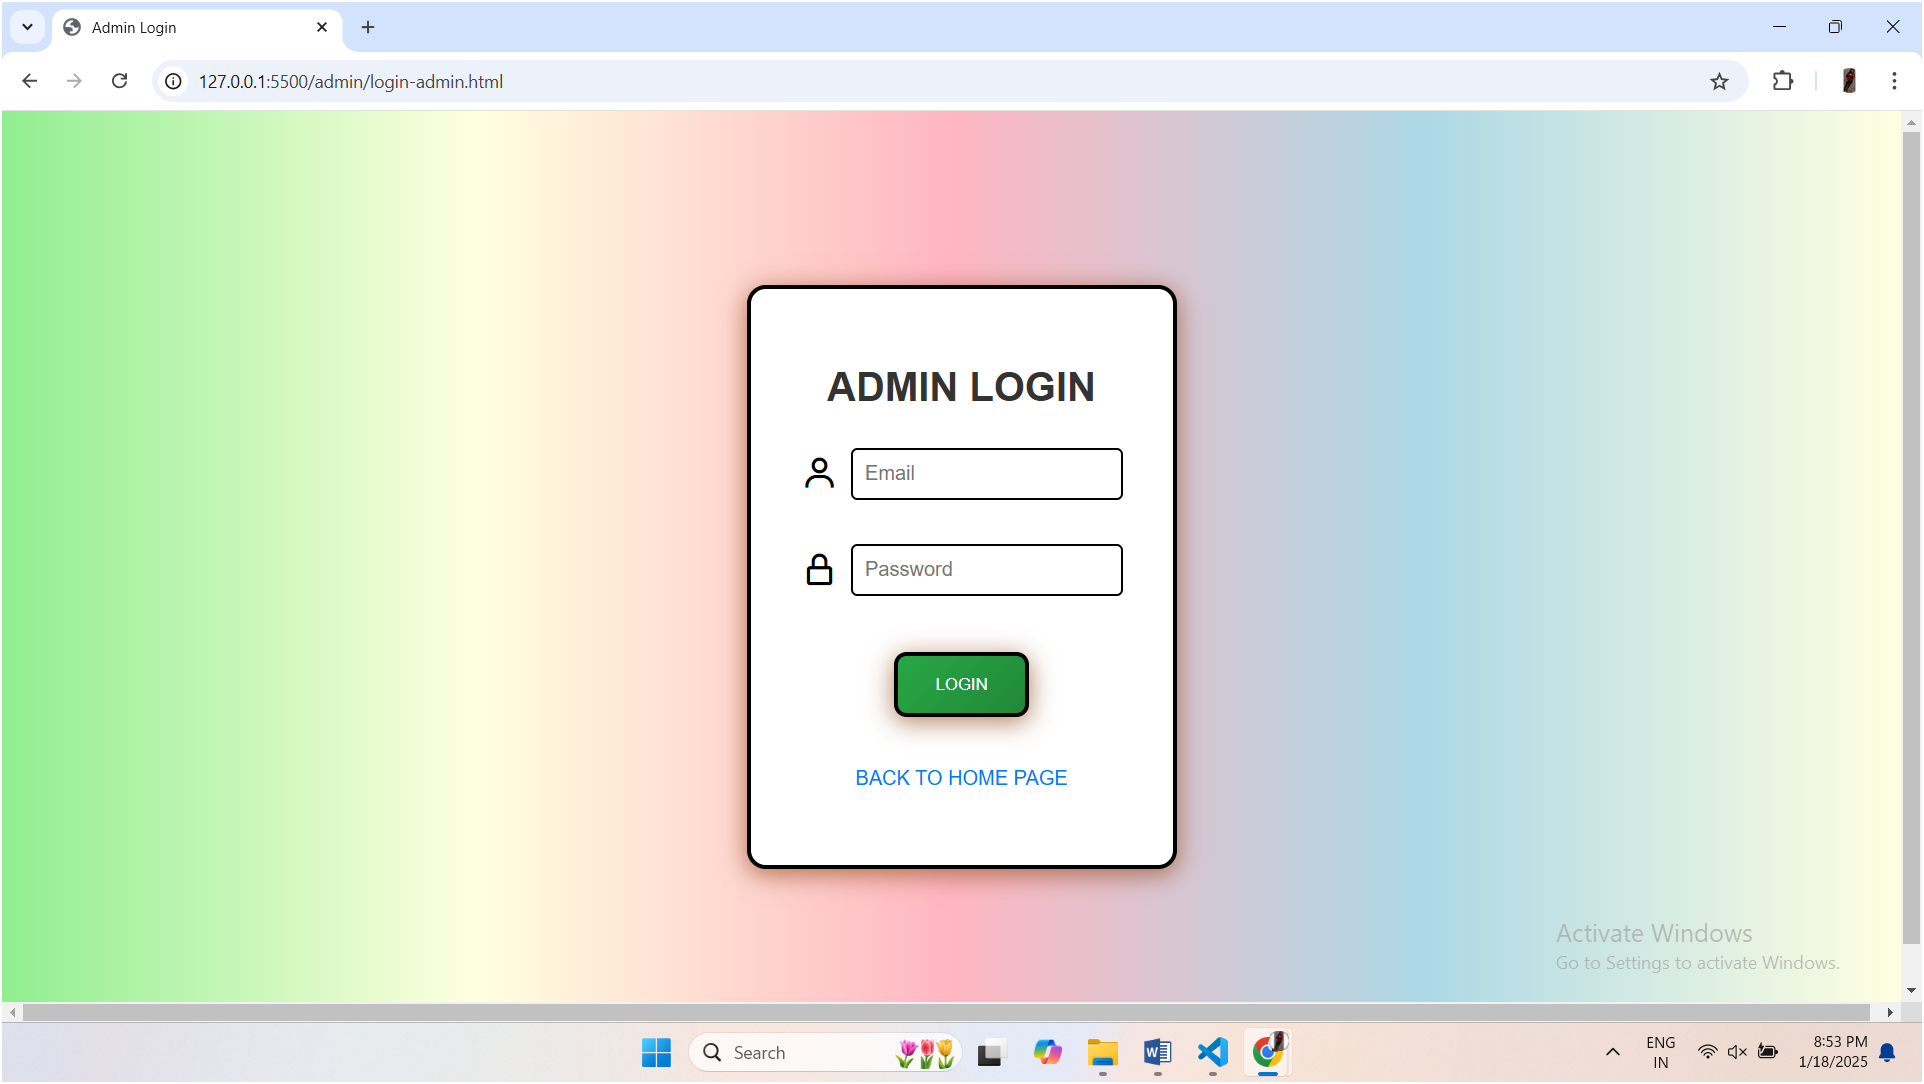 Admin Login
127.0.0.1:5500/admin/login-admin.html
ADMIN LOGIN
Email
Password
LOGIN
BACK TO HOME PAGE
Activate Windows
Go to Settings to activate Windows.
Search
ENG
IN
8:53 PM
1/18/2025